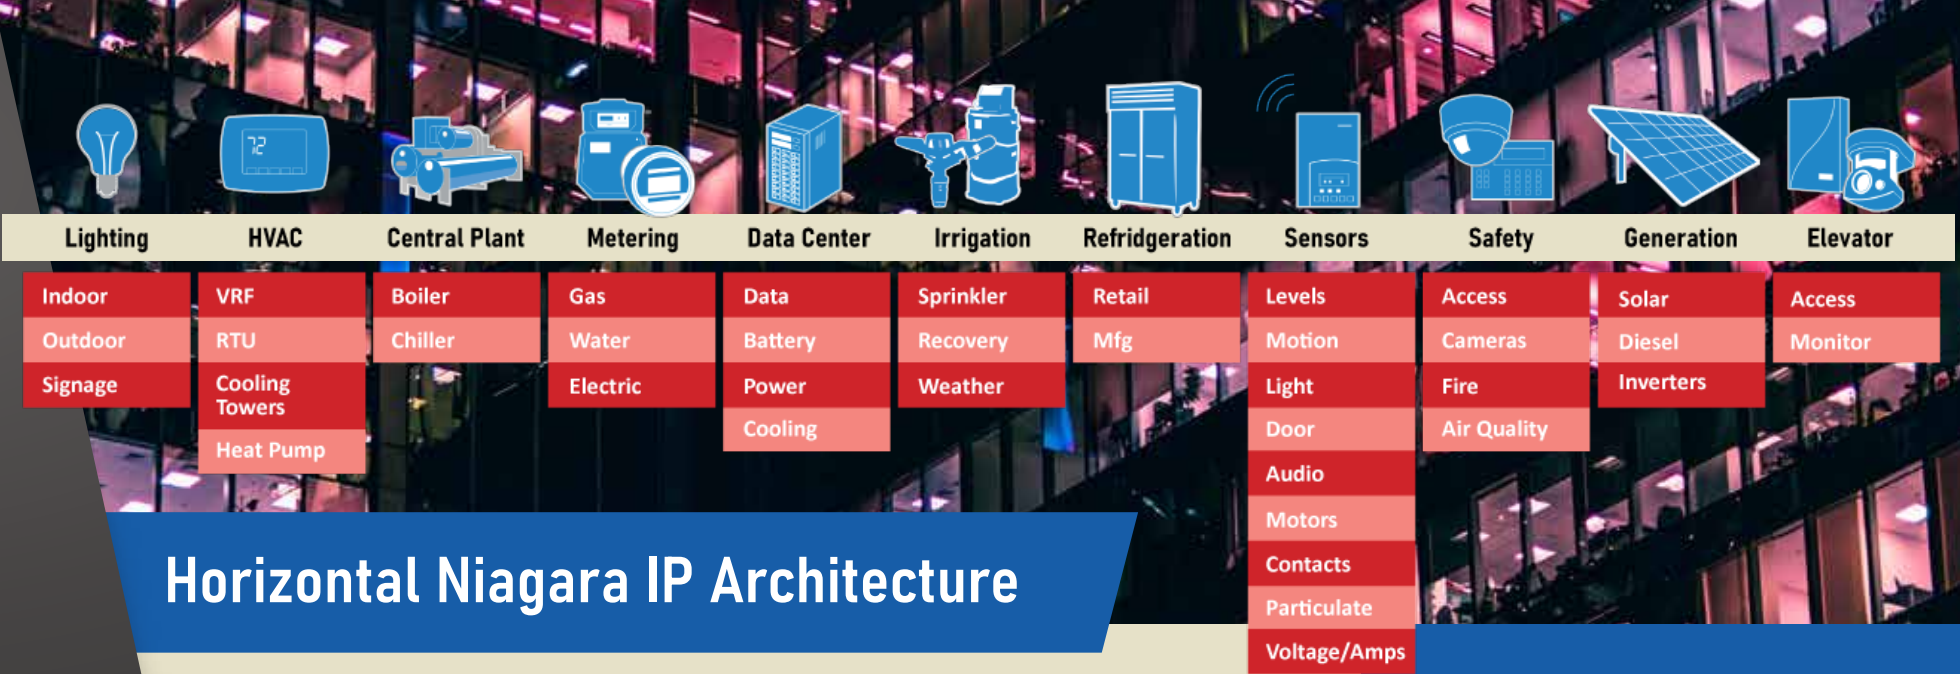 72
Lighting
HVAC
Central Plant
Metering
Data Center
Irrigation
Refridgeration
Sensors
Safety
Generation
Elevator
Indoor
Outdoor
Signage
VRF
RTU
Cooling
Towers
Heat Pump
Boiler
Chiller
Gas
Water
Electric
Data
Battery
Power
Cooling
Sprinkler
Recovery
Weather
Retail
Mfg
Levels
Motion
Light
Door
Audio
Motors
Contacts
Particulate
Voltage/Amps
Access
Cameras
Fire
Air Quality
Solar
Diesel
Inverters
Access
Monitor
Horizontal Niagara IP Architecture